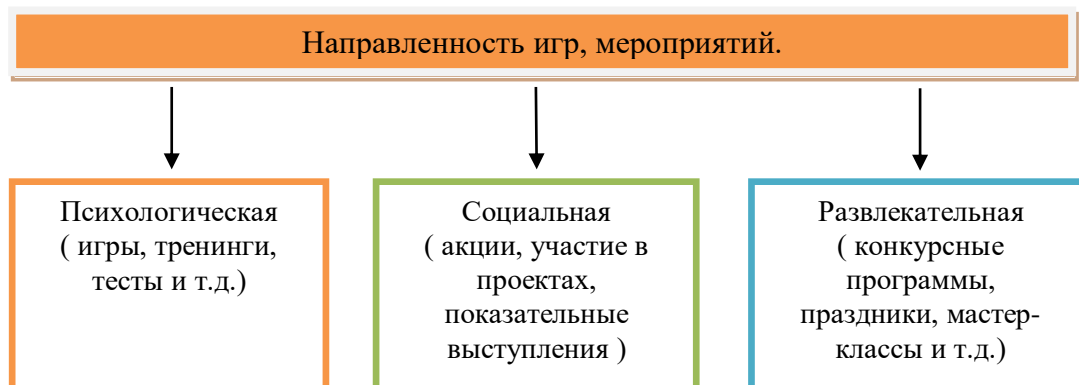 Направленность игр, мероприятий.
Психологическая
( игры, тренинги,
тесты и т.д.)
Социальная
( акции, участие в
проектах,
показательные
выступления )
Развлекательная
( конкурсные
программы,
праздники, мастер-
классы и т.д.)